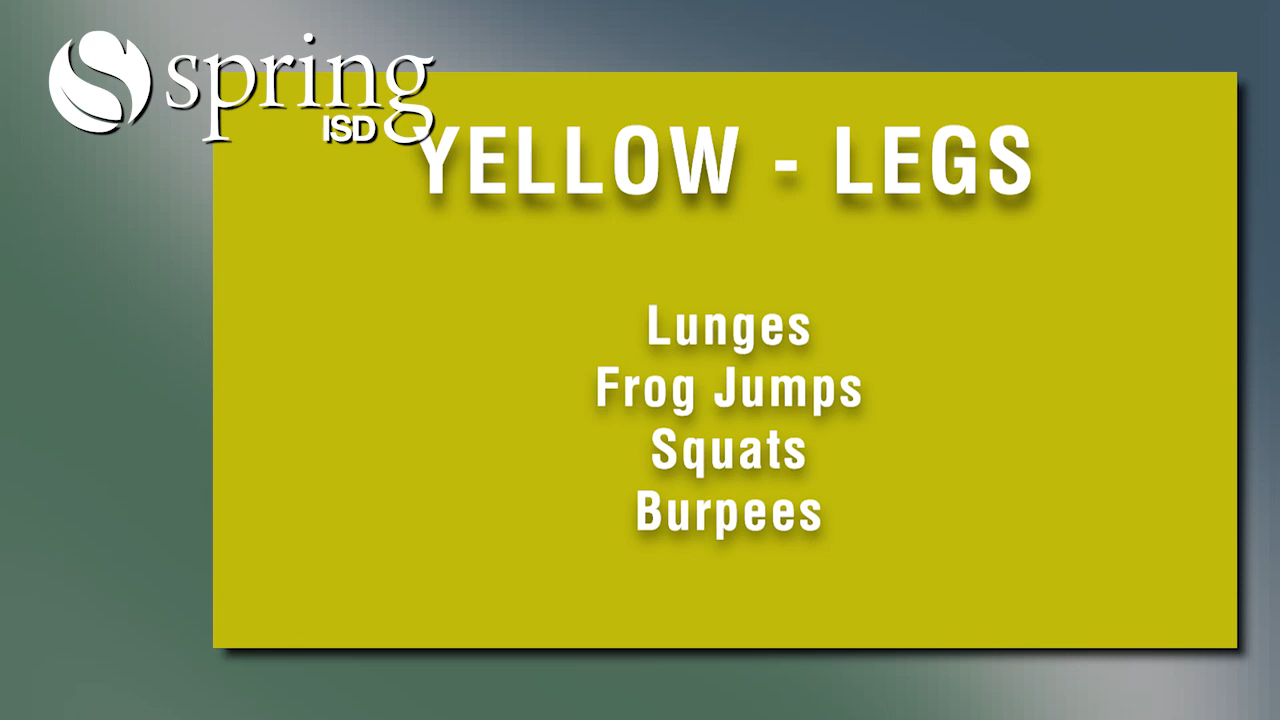 spring
ISD
YELLOW - LEGS
Lunges
Frog Jumps
Squats
Burpees